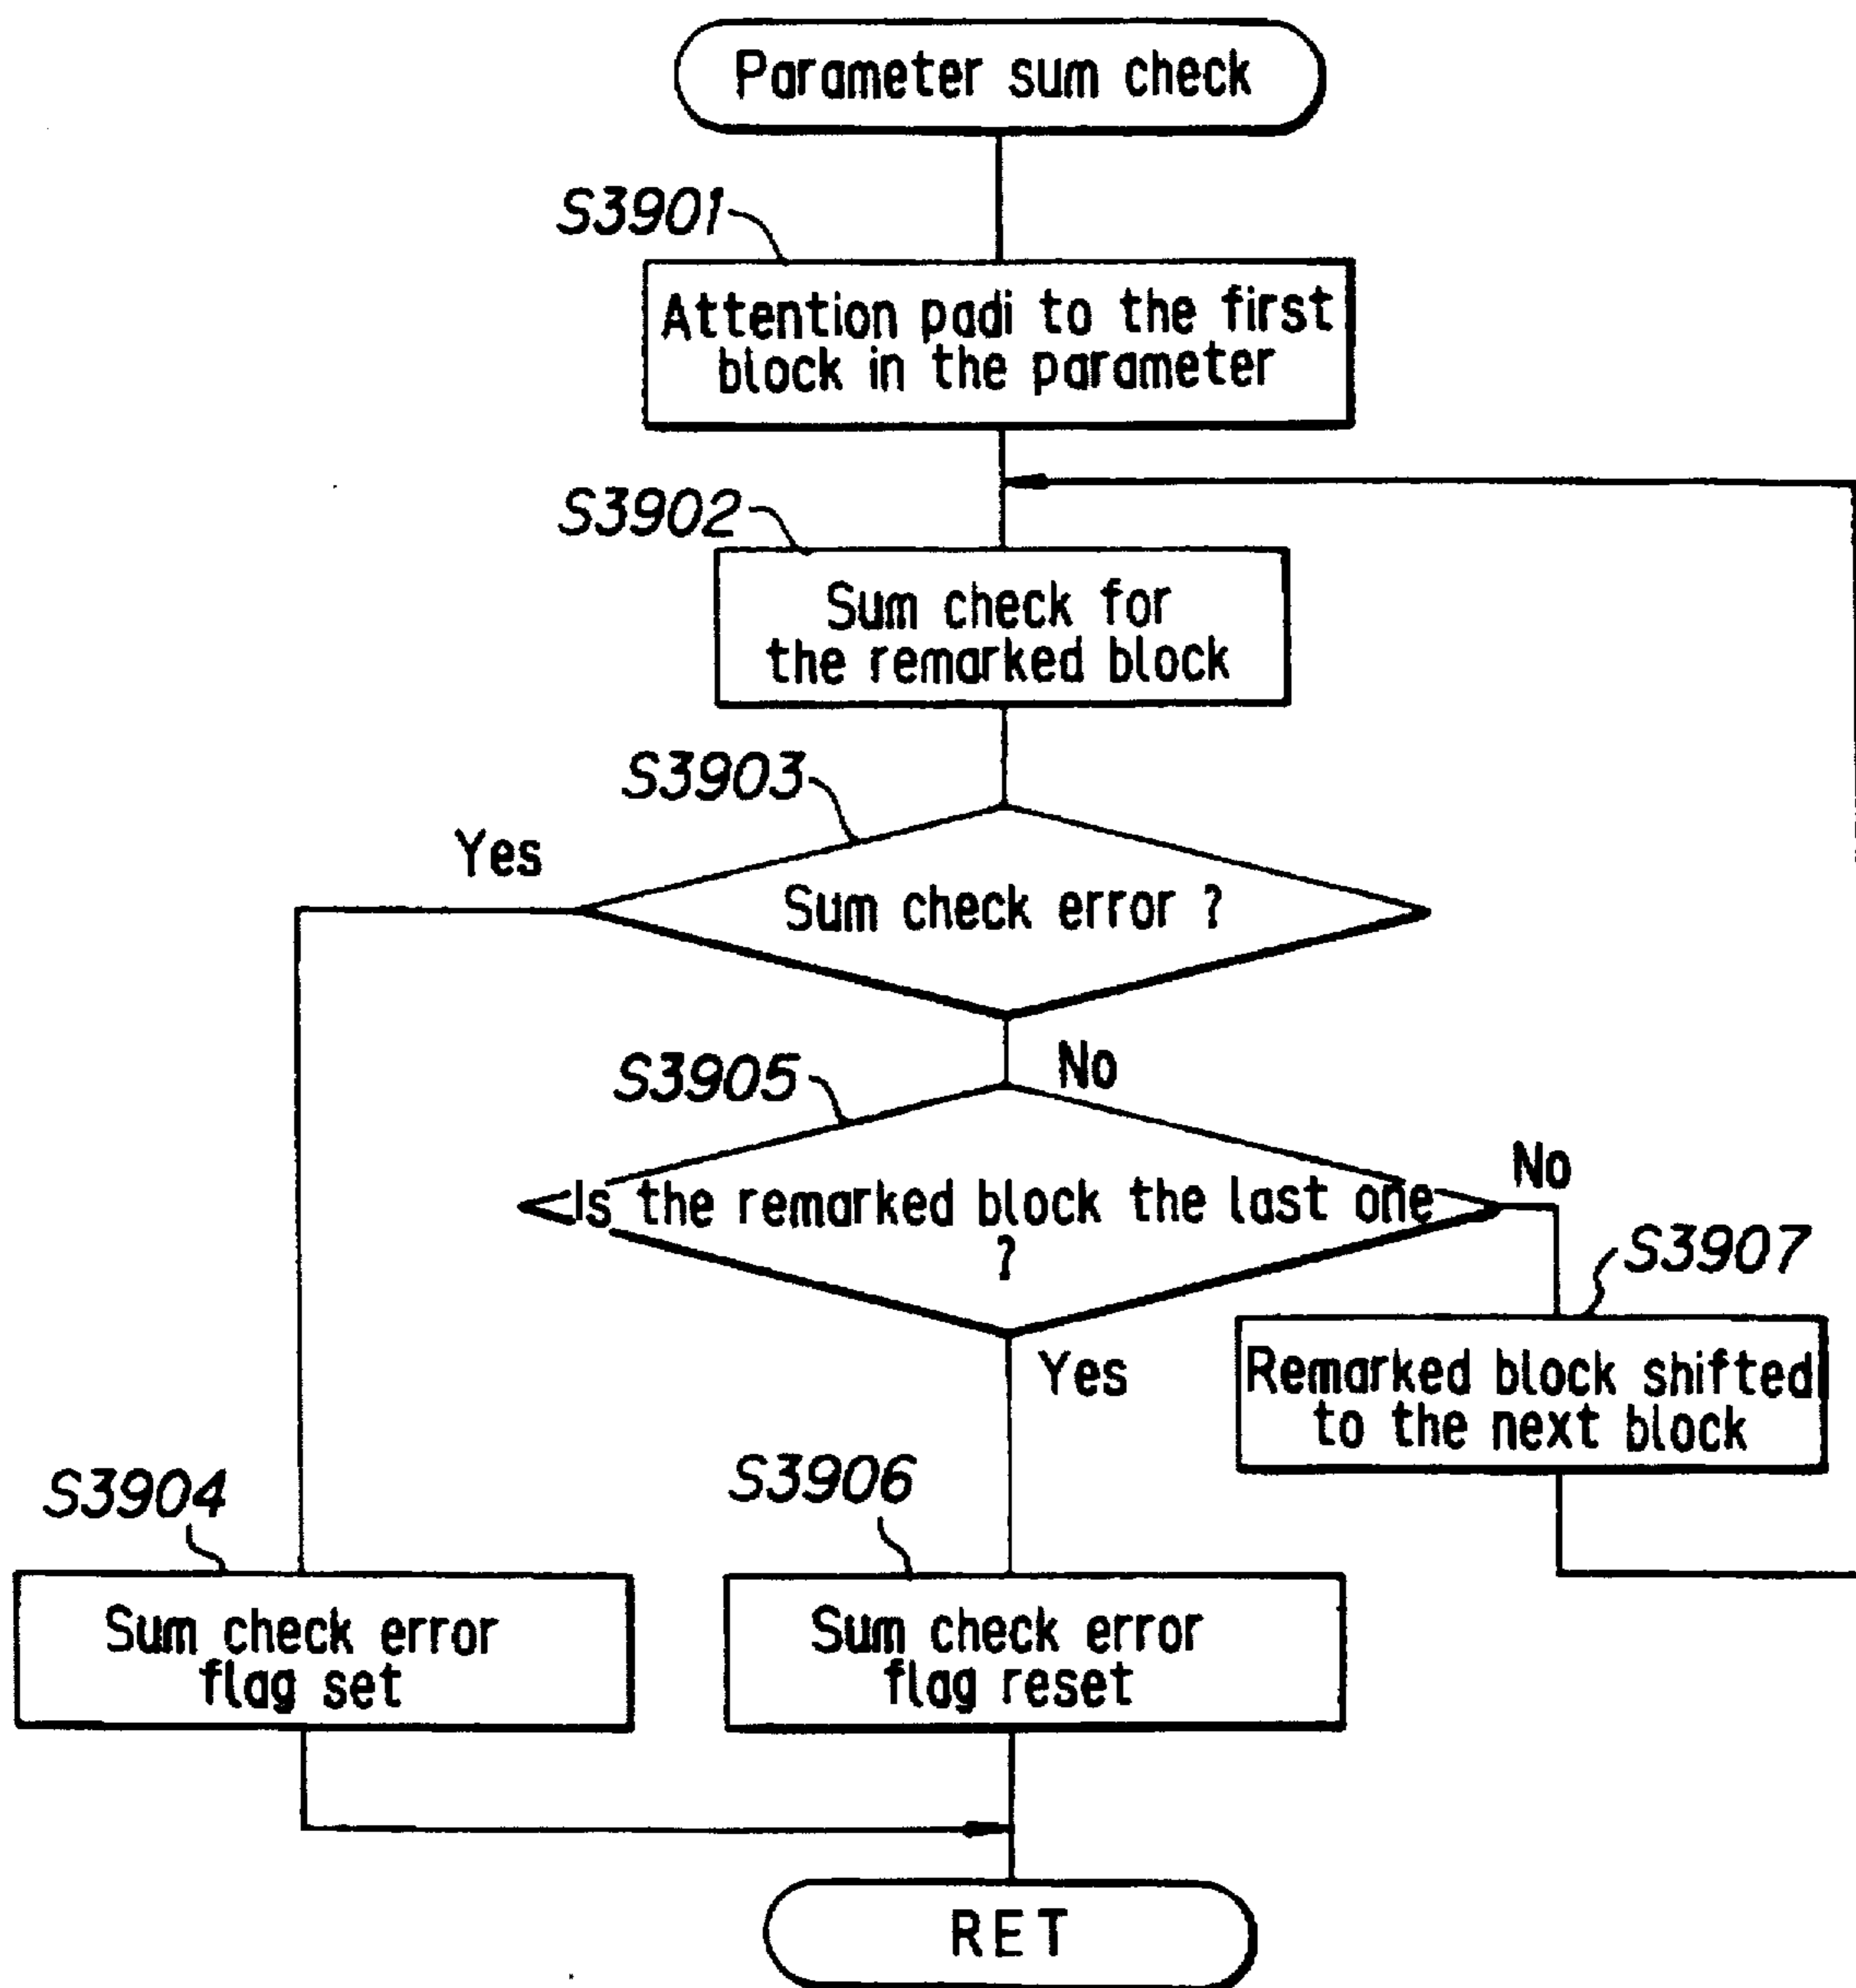 Parameter sum check
S3901
Attention padi to the first
block in the parameter
S3902
Sum check for
the remarked block
S3903
Yes
Sum check error ?
No
S3905
Is the remarked block the last one
?
No
S3907
Yes
Remarked block shifted
to the next block
S3904
S3906
Sum check error
flag set
Sum check error
flag reset
RET